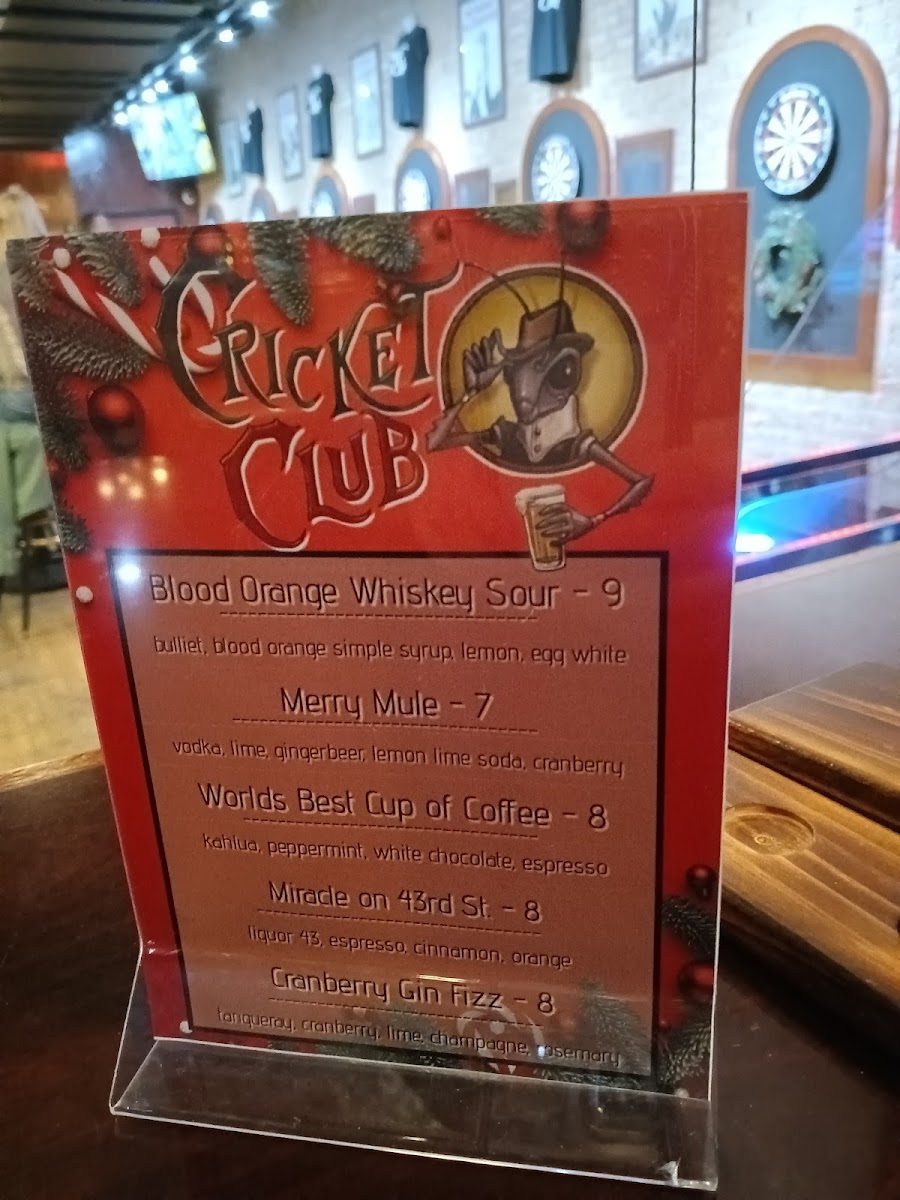 CRICKET
CLUB
Blood Orange Whiskey Sour - 9
bulliet, blood orange simple syrup, lemon, egg white
Merry Mule - 7
vodka, lime, gingerbeer, lemon lime soda, cranberry
Worlds Best Cup of Coffee - 8
kahlua, peppermint, white chocolate, espresso
Miracle on 43rd St. - 8
liquor 43, espresso, cinnamon, orange
Cranberry Gin Fizz - 8
tanqueray, cranberry, lime, champagne, rosemary